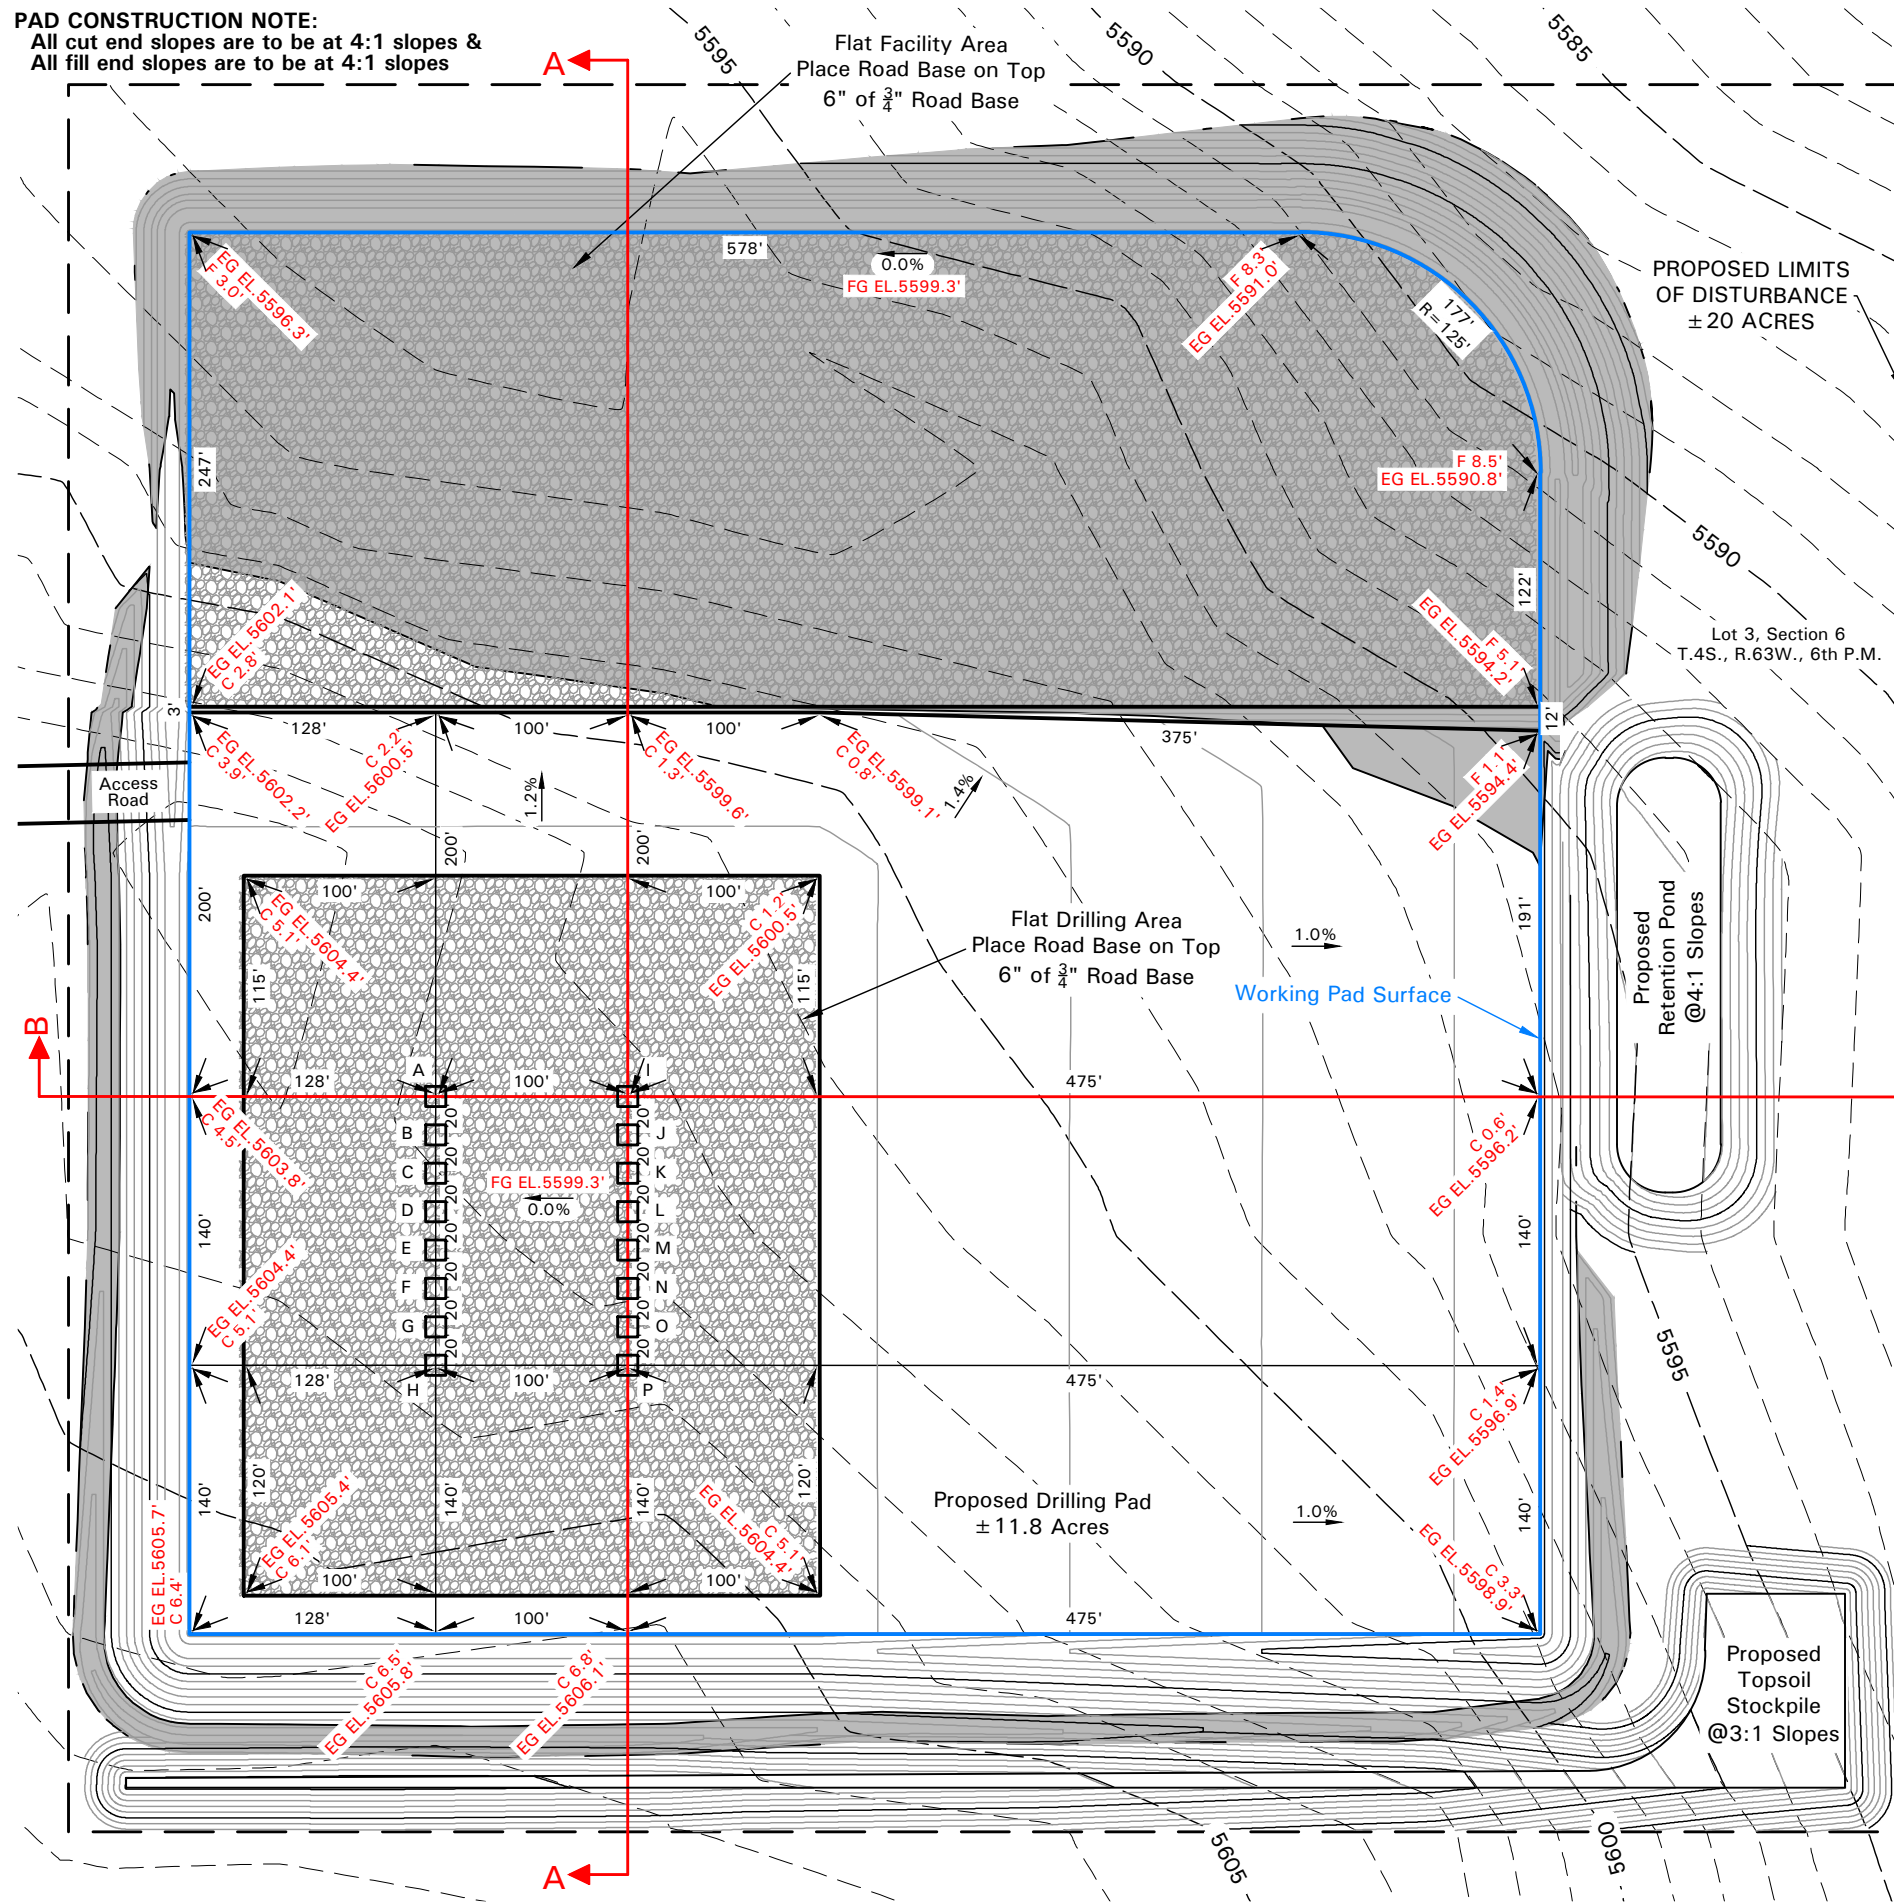 PAD CONSTRUCTION NOTE:
All cut end slopes are to be at 4:1 slopes &
All fill end slopes are to be at 4:1 slopes
A
5595
Flat Facility Area
Place Road Base on Top
6" of 3/4" Road Base
5590
5585
EG EL.5596.3'
F 3.0'
578'
0.0%
FG EL.5599.3'
F 8.3'
EG EL.5591.0'
177'
R=125'
PROPOSED LIMITS
OF DISTURBANCE
±20 ACRES
247'
F 8.5'
EG EL.5590.8'
5590
122'
EG EL.5602.1'
C 2.8'
F 5.1'
EG EL.5594.2'
Lot 3, Section 6
T.4S., R.63W., 6th P.M.
3'
12'
128'
100'
100'
375'
EG EL.5602.2'
C 3.9'
C 2.2'
EG EL.5600.5'
EG EL.5599.6'
C 1.3'
EG EL.5599.1'
C 0.8'
F 1.1'
EG EL.5594.4'
Access
Road
1.2%
1.4%
200'
200'
200'
100'
100'
EG EL.5604.4'
C 5.1'
C 1.2'
EG EL.5600.5'
115'
115'
Flat Drilling Area
Place Road Base on Top
6" of 3/4" Road Base
1.0%
191'
Working Pad Surface
Proposed
Retention Pond
@4:1 Slopes
B
128'
A
100'
I
475'
EG EL.5603.8'
C 4.5'
C 0.6'
EG EL.5596.2'
20'
20'
B
J
20'
20'
C
K
20'
20'
FG EL.5599.3'
0.0%
D
L
20'
20'
E
M
20'
20'
F
N
20'
20'
G
O
20'
20'
140'
140'
EG EL.5604.4'
C 5.1'
128'
H
100'
P
475'
C 1.4'
EG EL.5596.9'
5595
140'
120'
140'
140'
120'
140'
EG EL.5605.4'
C 6.1'
EG EL.5605.7'
C 6.4'
C 5.1'
EG EL.5604.4'
Proposed Drilling Pad
±11.8 Acres
1.0%
C 3.3'
EG EL.5598.9'
100'
100'
128'
100'
475'
C 6.5'
EG EL.5605.8'
C 6.8'
EG EL.5606.1'
Proposed
Topsoil
Stockpile
@3:1 Slopes
A
5605
5600